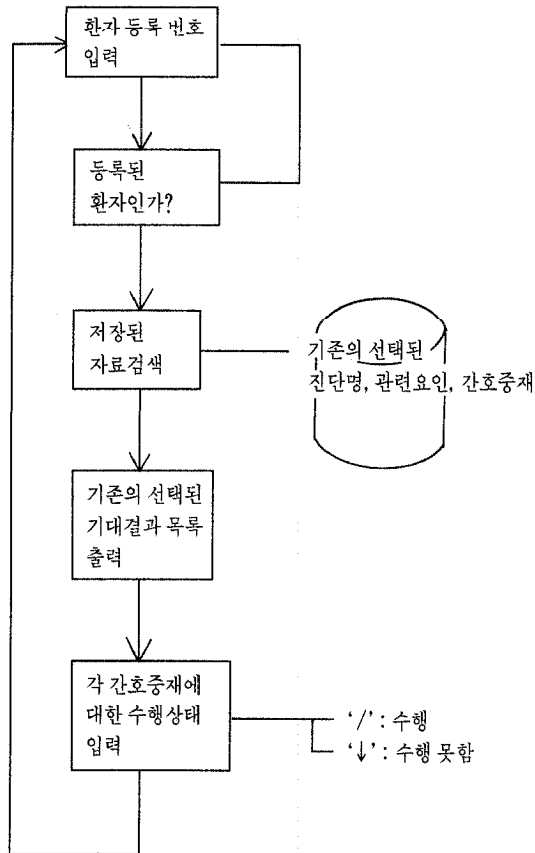 환자 등록 번호
입력
등록된
환자인가?
저장된
자료검색
기존의 선택된
진단명, 관련요인, 간호중재
기존의 선택된
기대결과 목록
출력
각 간호중재에
대한 수행상태
입력
'/' : 수행
'↓' : 수행 못함